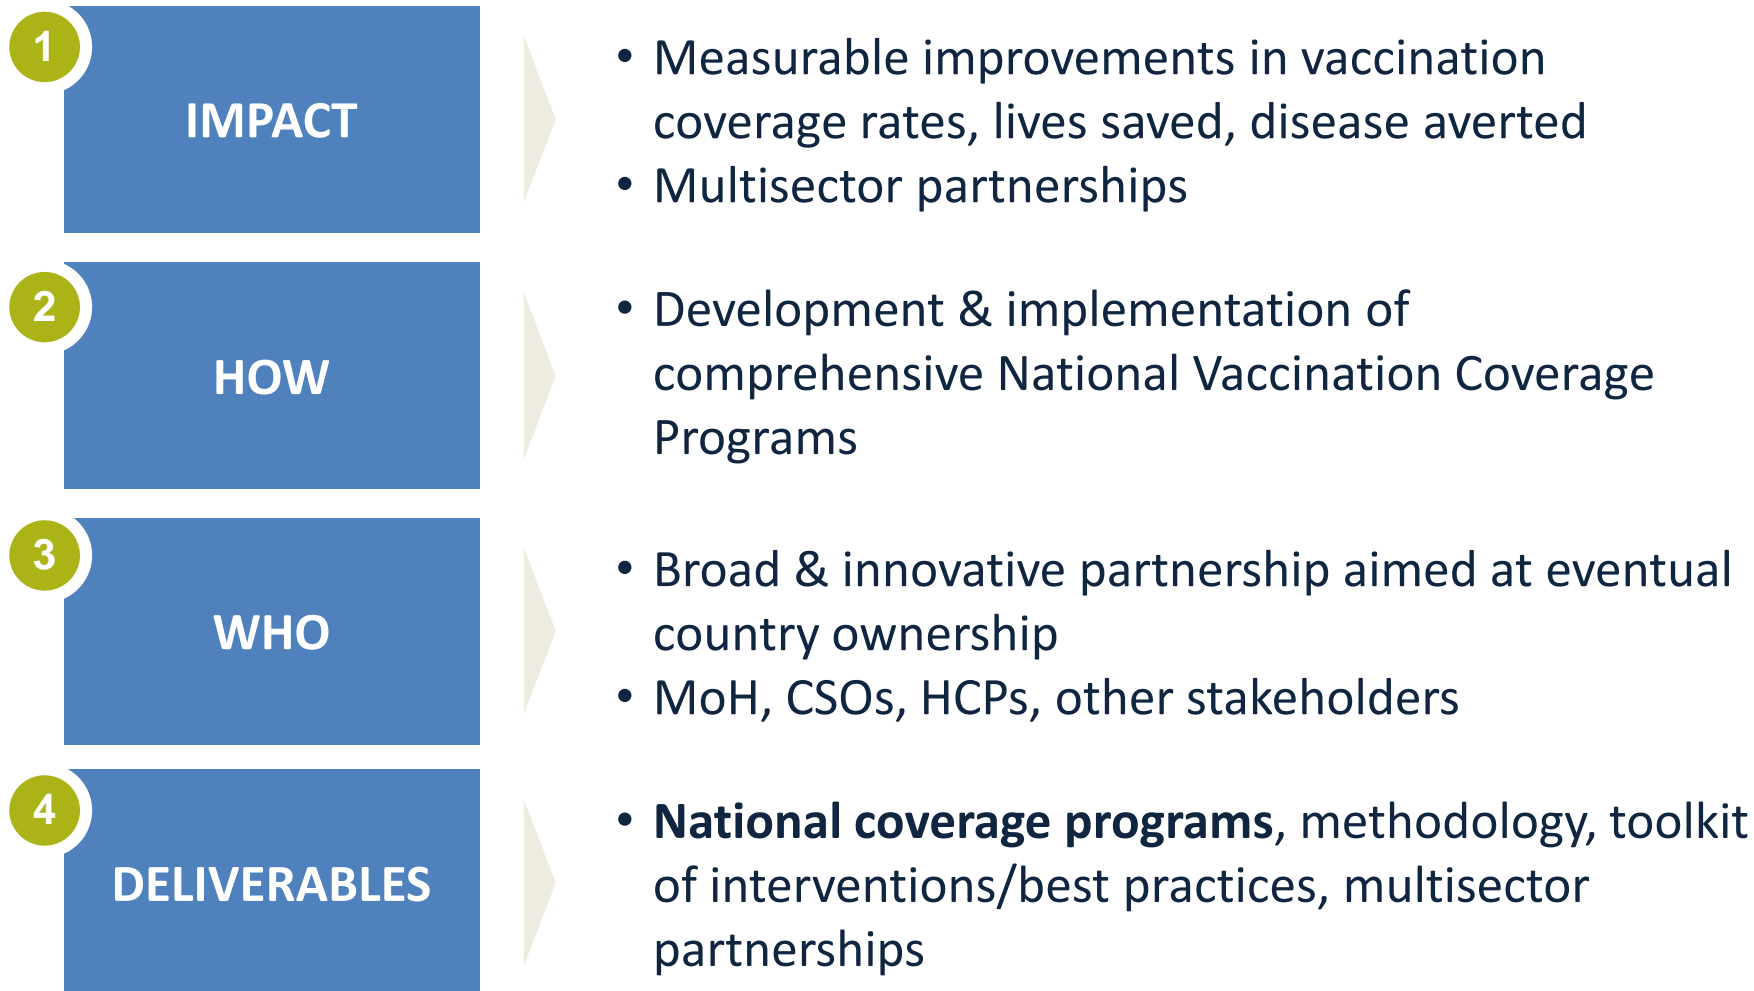 1
IMPACT
• Measurable improvements in vaccination
coverage rates, lives saved, disease averted
• Multisector partnerships
2
HOW
• Development & implementation of
comprehensive National Vaccination Coverage
Programs
3
WHO
• Broad & innovative partnership aimed at eventual
country ownership
• MoH, CSOs, HCPs, other stakeholders
4
DELIVERABLES
• National coverage programs, methodology, toolkit
of interventions/best practices, multisector
partnerships